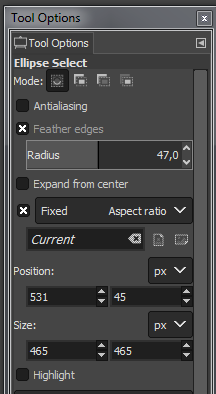 Tool Options
Tool Options
Ellipse Select
Mode:
Antialiasing
Feather edges
Radius 47,0
Expand from center
Fixed Aspect ratio
Current
Position: px
531 45
Size: px
465 465
Highlight